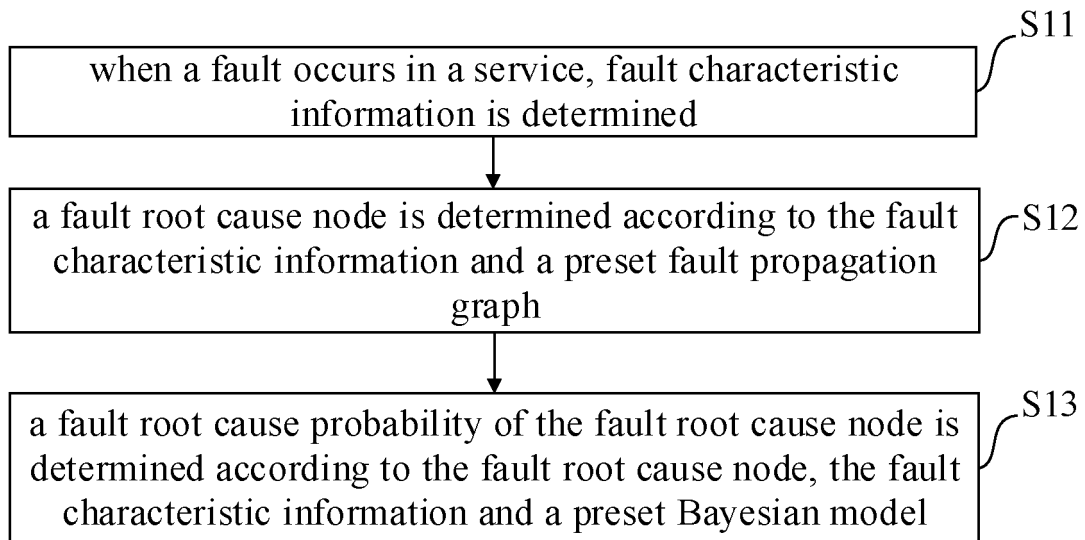 S11
when a fault occurs in a service, fault characteristic
information is determined
S12
a fault root cause node is determined according to the fault
characteristic information and a preset fault propagation
graph
S13
a fault root cause probability of the fault root cause node is
determined according to the fault root cause node, the fault
characteristic information and a preset Bayesian model